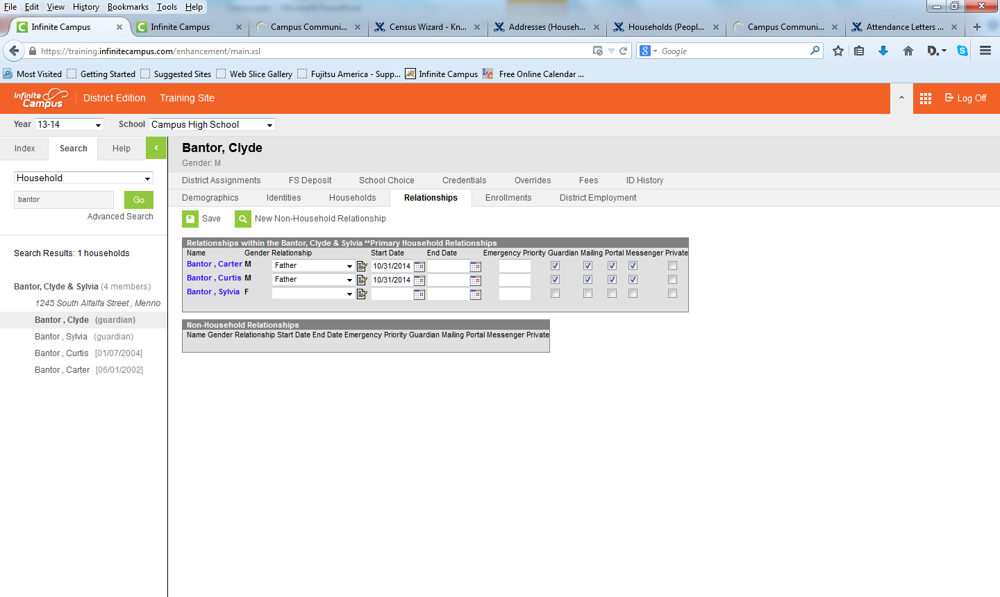 File Edit View History Bookmarks Tools Help
Infinite Campus Infinite Campus Campus Communi... Census Wizard - Kn... Addresses (Househ... Households (Peopl... Campus Communi... Attendance Letters ...
https://training.infinitecampus.com/enhancement/main.xsl Google
Most Visited Getting Started Suggested Sites Web Slice Gallery Fujitsu America - Supp... Infinite Campus Free Online Calendar ...
Infinite Campus District Edition Training Site Log Off
Year 13-14 School Campus High School
Index Search Help
Household
bantor Go
Advanced Search
Search Results: 1 households
Bantor, Clyde & Sylvia (4 members)
1245 South Alfalfa Street , Menno
Bantor , Clyde (guardian)
Bantor , Sylvia (guardian)
Bantor , Curtis [01/07/2004]
Bantor , Carter [06/01/2002]
Bantor, Clyde
Gender: M
District Assignments FS Deposit School Choice Credentials Overrides Fees ID History
Demographics Identities Households Relationships Enrollments District Employment
Save New Non-Household Relationship
Relationships within the Bantor, Clyde & Sylvia **Primary Household Relationships
Name Gender Relationship Start Date End Date Emergency Priority Guardian Mailing Portal Messenger Private
Bantor , Carter M Father 10/31/2014
Bantor , Curtis M Father 10/31/2014
Bantor , Sylvia F
Non-Household Relationships
Name Gender Relationship Start Date End Date Emergency Priority Guardian Mailing Portal Messenger Private